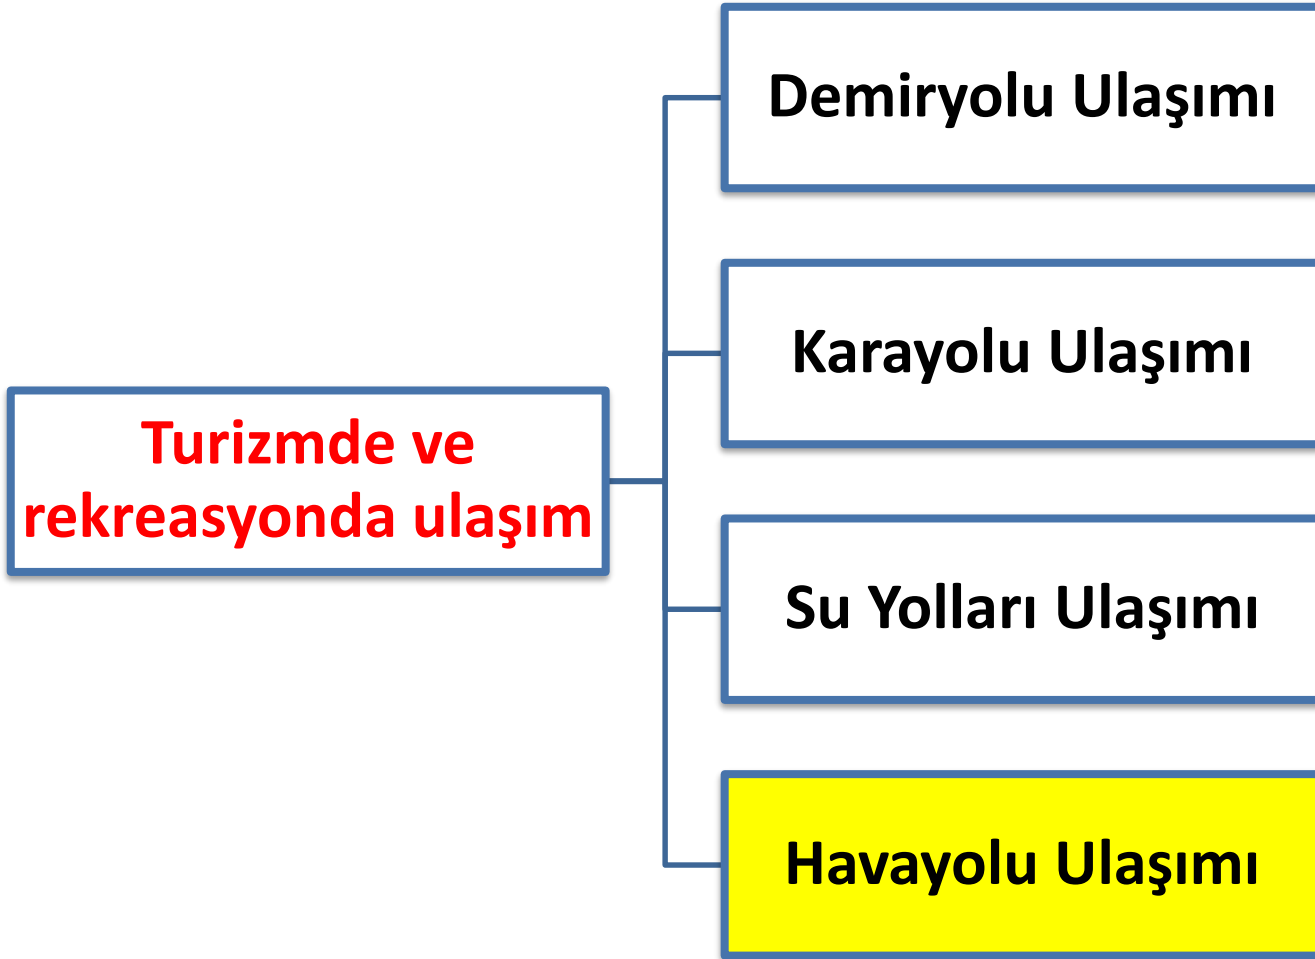 Demiryolu Ulaşımı
Karayolu Ulaşımı
Turizmde ve
rekreasyonda ulaşım
Su Yolları Ulaşımı
Havayolu Ulaşımı